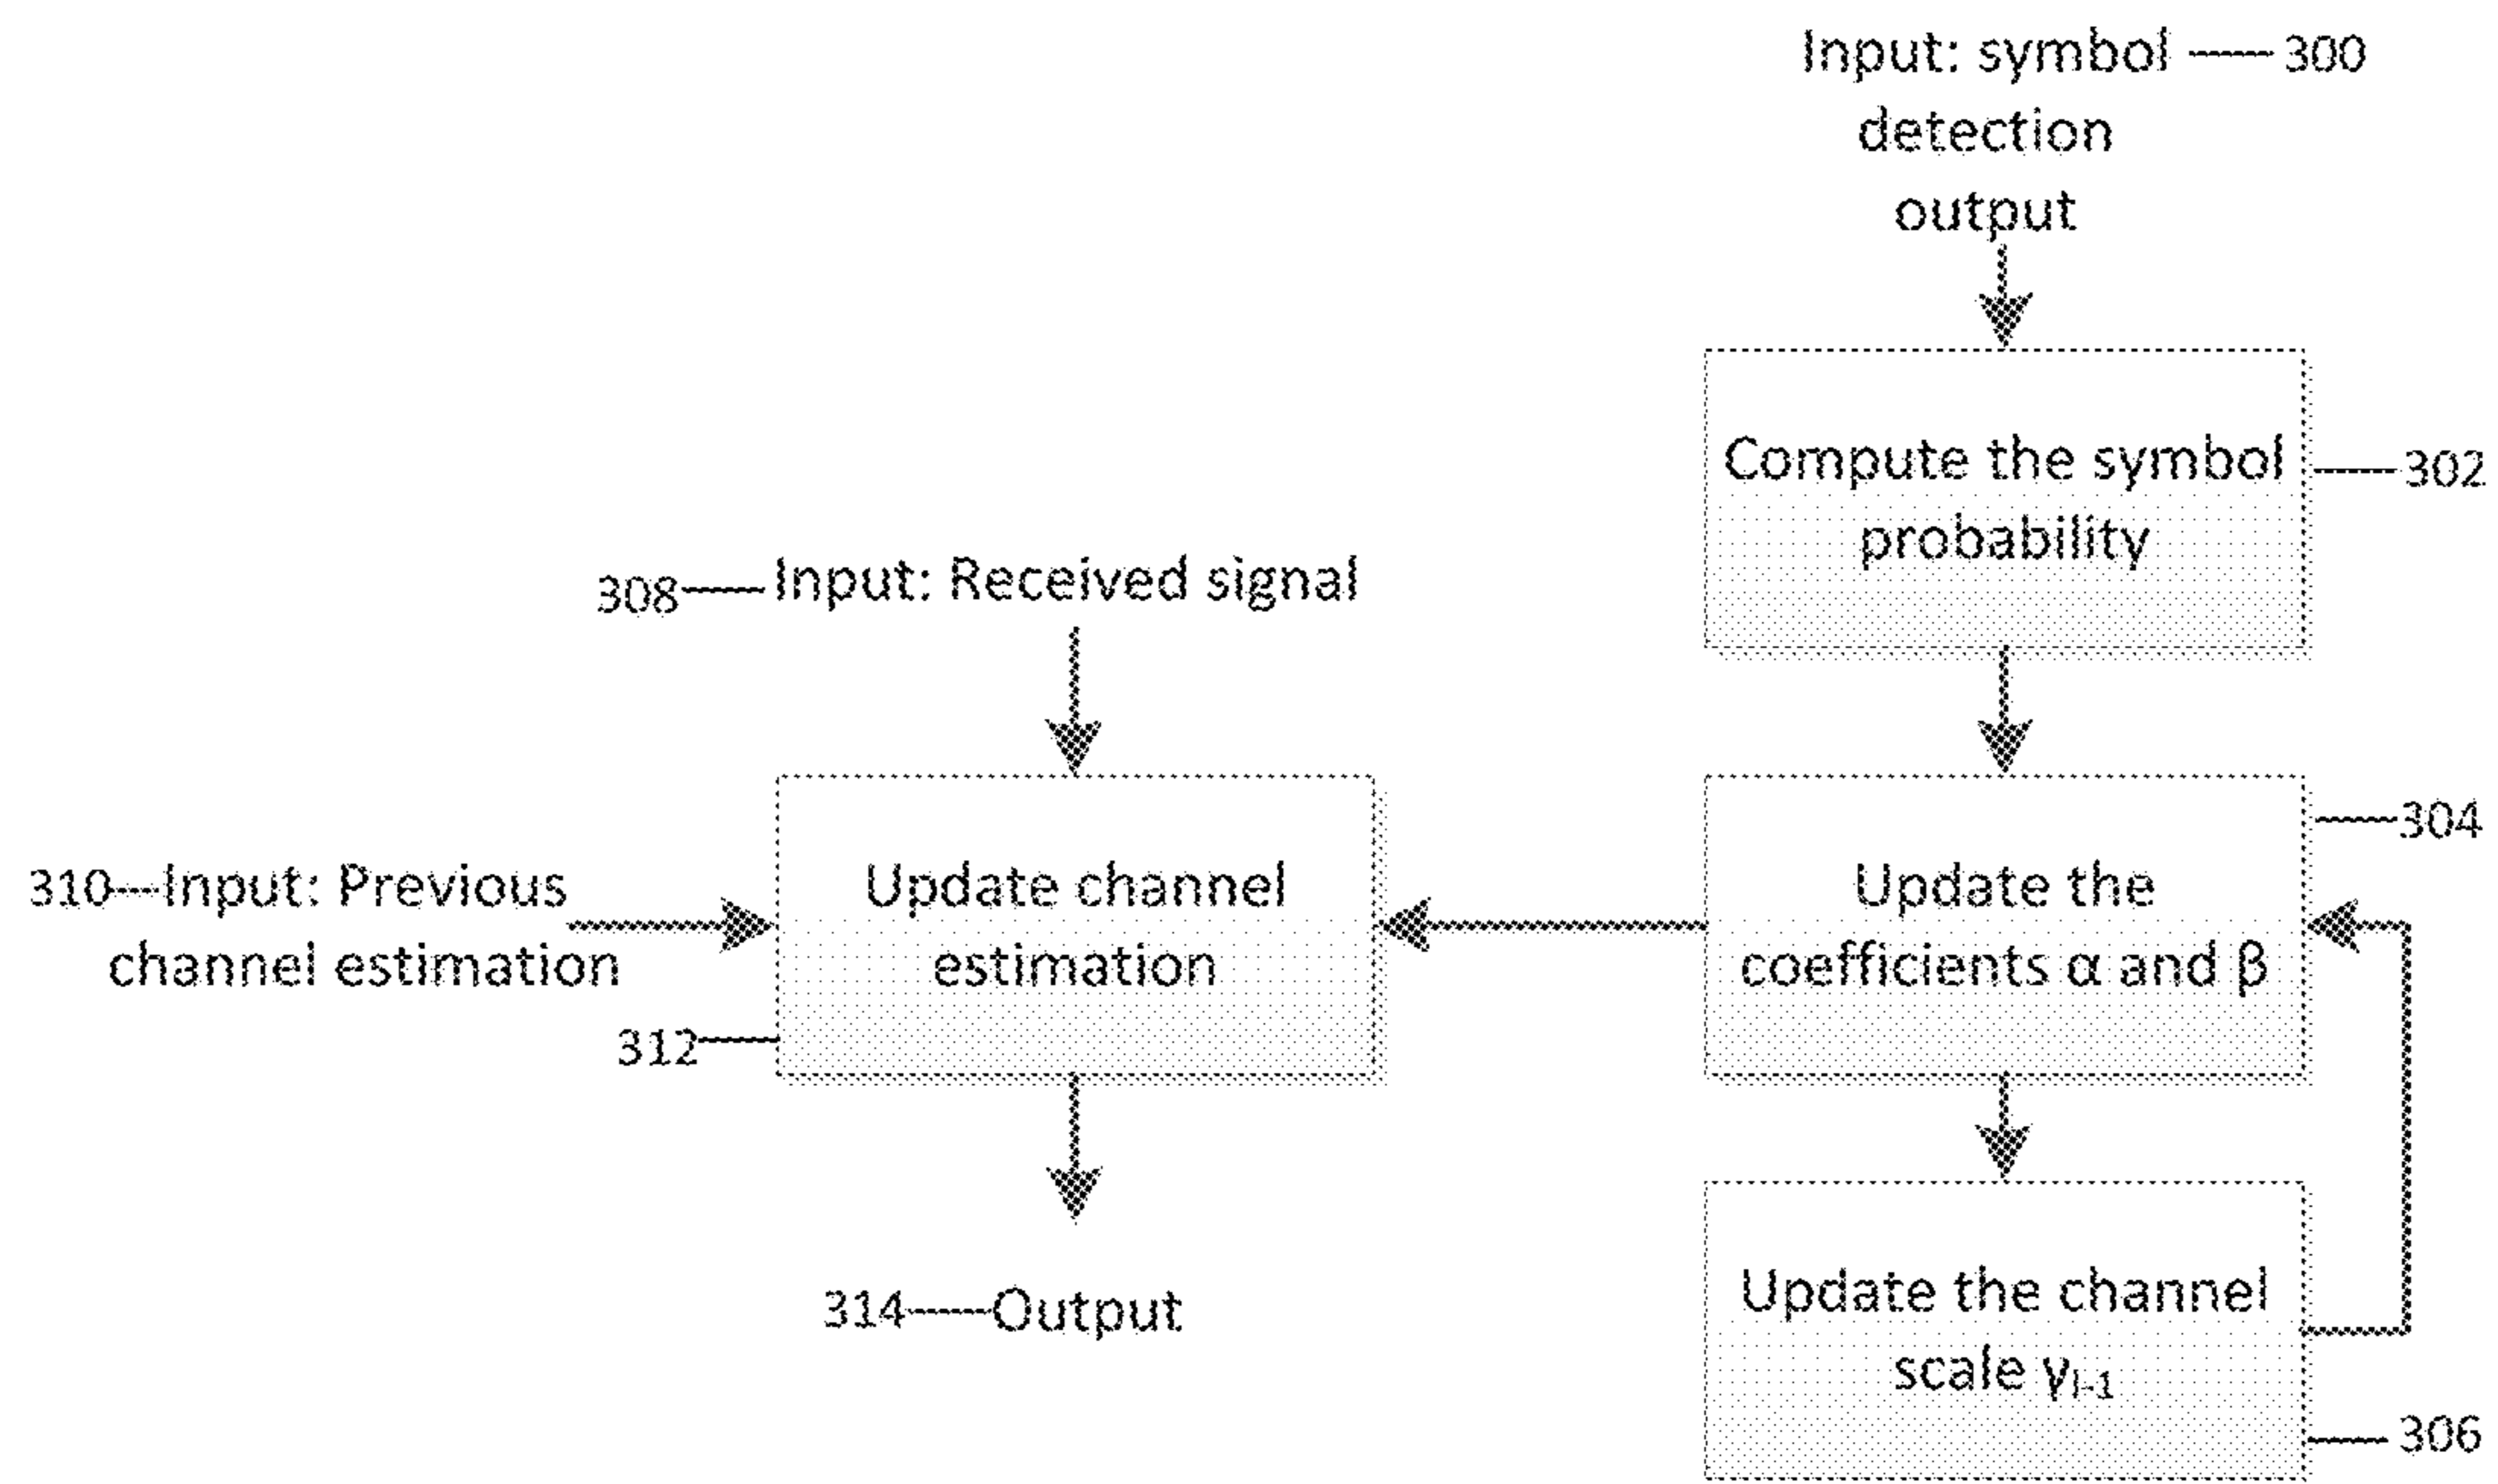 Input: symbol 300
detection
output
Compute the symbol 302
probability
308 Input: Received signal
304
310 Input: Previous
channel estimation
Update channel
estimation
312
Update the
coefficients α and β
314 Output
Update the channel
scale γl-1
306